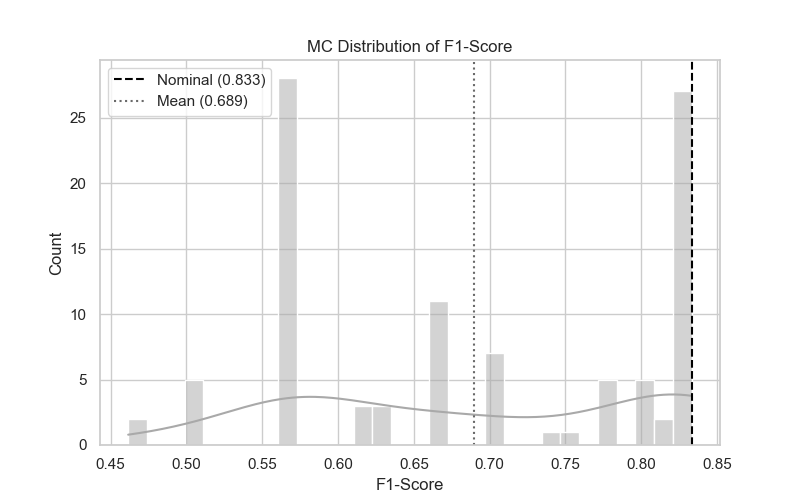 MC Distribution of F1-Score
Nominal (0.833)
Mean (0.689)
Count
25
20
15
10
5
0
0.45 0.50 0.55 0.60 0.65 0.70 0.75 0.80 0.85
F1-Score